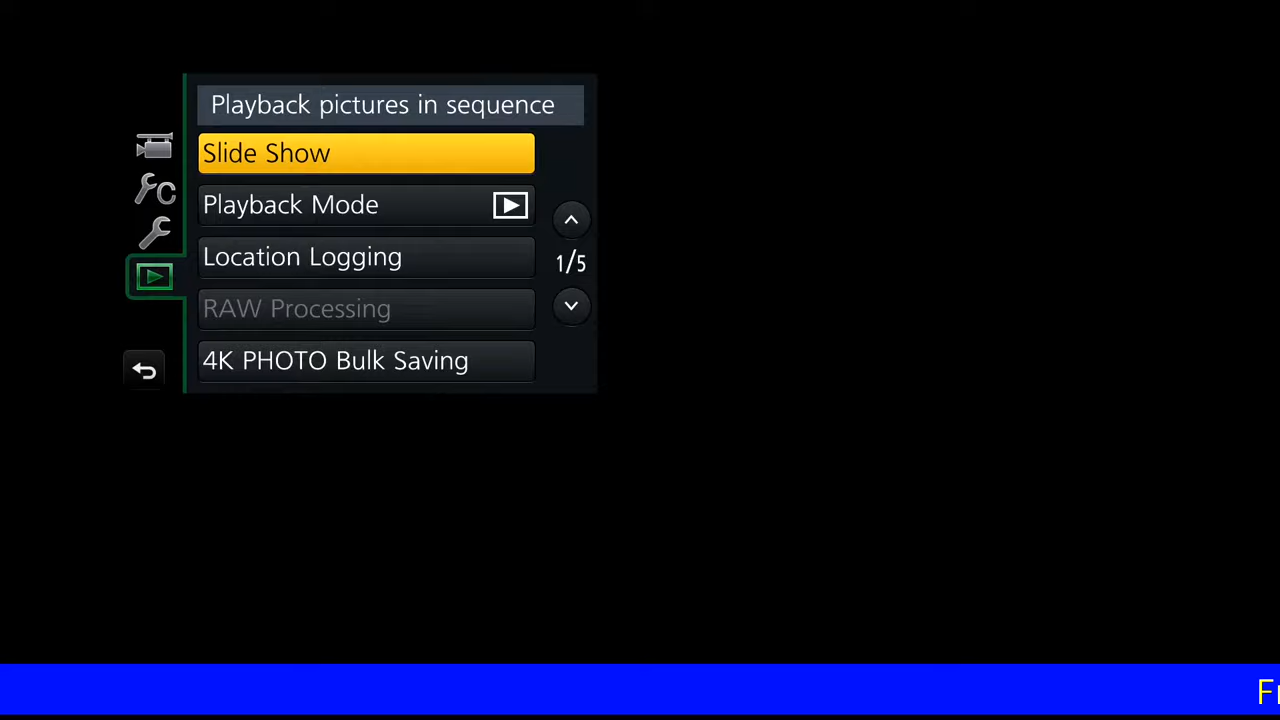 Playback pictures in sequence
Slide Show
Playback Mode
Location Logging
1/5
RAW Processing
4K PHOTO Bulk Saving